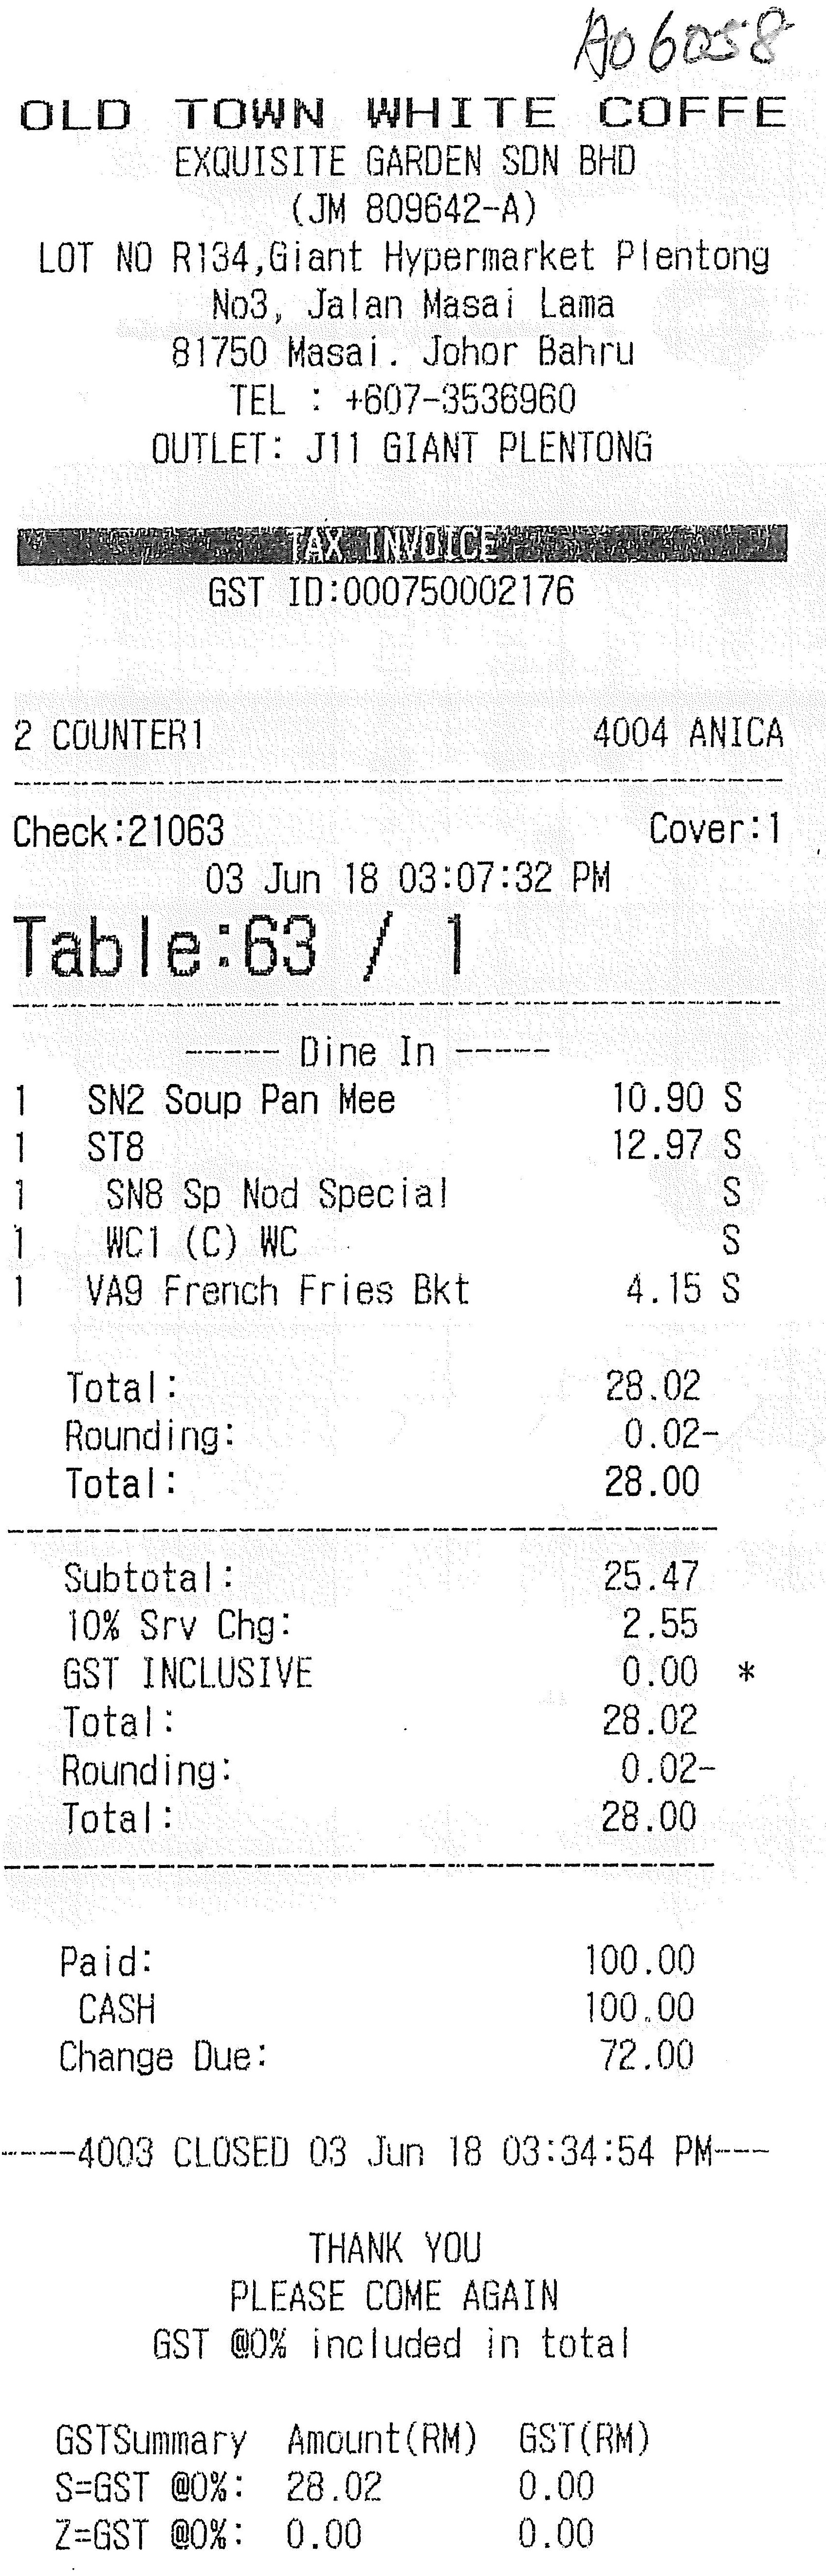 A06058
OLD TOWN WHITE COFFE
EXQUISITE GARDEN SDN BHD
(JM 809642-A)
LOT NO R134,Giant Hypermarket Plentong
No3, Jalan Masai Lama
81750 Masai. Johor Bahru
TEL : +607-3536960
OUTLET: J11 GIANT PLENTONG
TAX INVOICE
GST ID:000750002176
2 COUNTER1 4004 ANICA
Check:21063 Cover:1
03 Jun 18 03:07:32 PM
Table:63 / 1
----- Dine In -----
1 SN2 Soup Pan Mee 10.90 S
1 ST8 12.97 S
1 SN8 Sp Nod Special S
1 WC1 (C) WC S
1 VA9 French Fries Bkt 4.15 S
Total: 28.02
Rounding: 0.02-
Total: 28.00
Subtotal: 25.47
10% Srv Chg: 2.55
GST INCLUSIVE 0.00 *
Total: 28.02
Rounding: 0.02-
Total: 28.00
Paid: 100.00
CASH 100.00
Change Due: 72.00
----4003 CLOSED 03 Jun 18 03:34:54 PM---
THANK YOU
PLEASE COME AGAIN
GST @0% included in total
GSTSummary Amount(RM) GST(RM)
S=GST @0%: 28.02 0.00
Z=GST @0%: 0.00 0.00